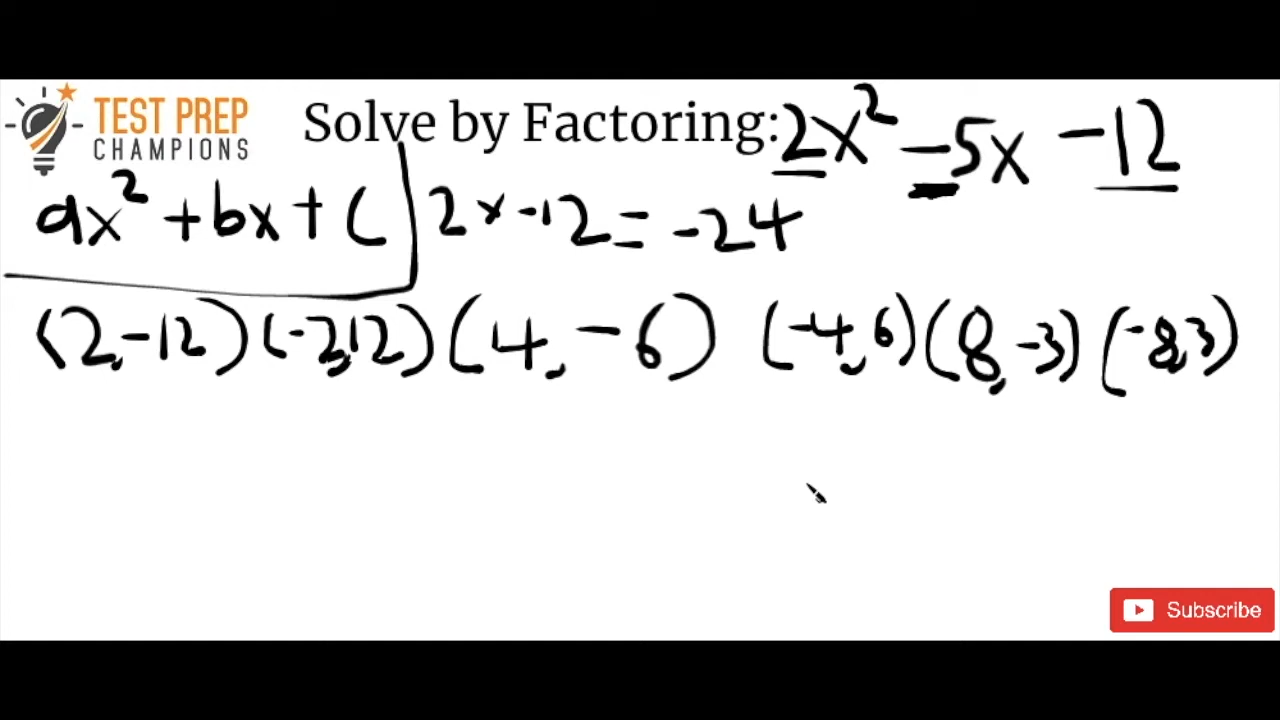 TEST PREP
CHAMPIONS
Solve by Factoring: 2x² -5x -12
ax² + bx + c
2 x -12 = -24
(2,-12) (-2,12) (4,-6) (-4,6) (8,-3) (-8,3)
Subscribe